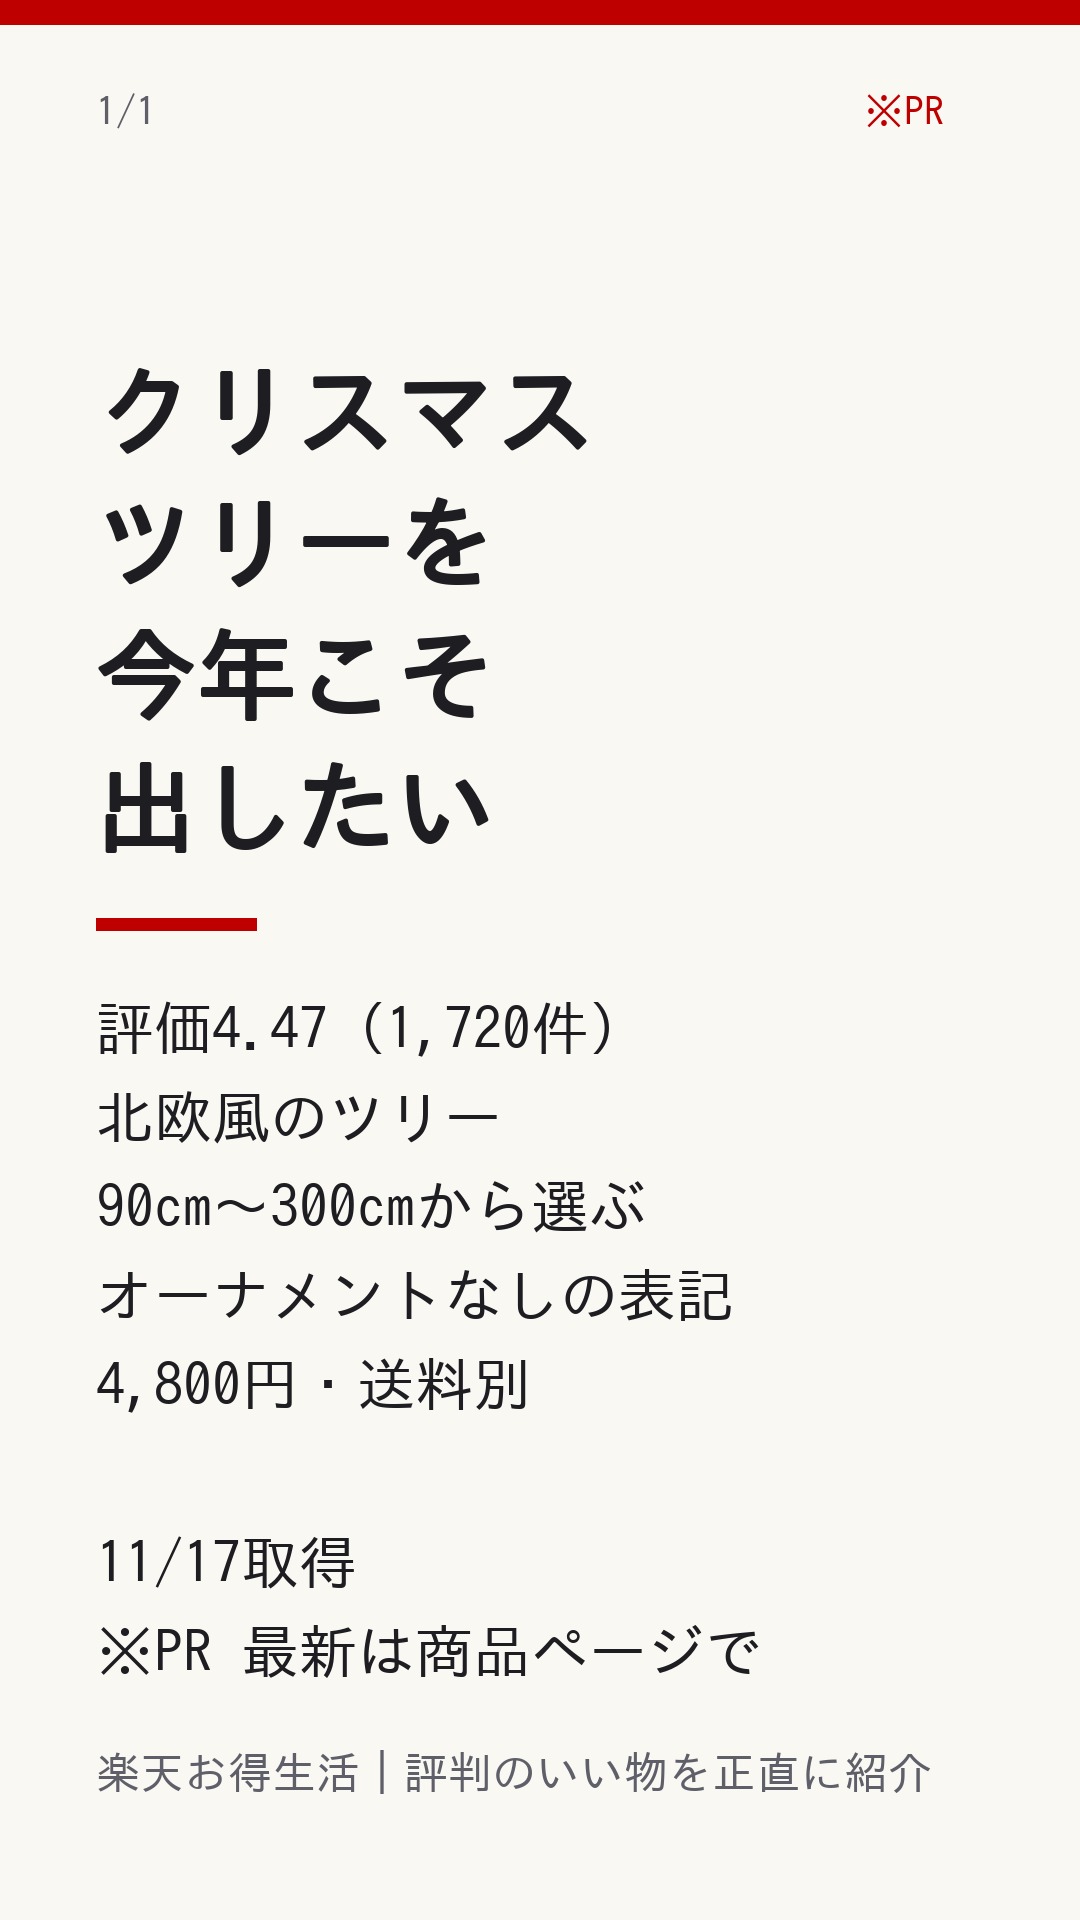 1/1
※PR
クリスマス
ツリーを
今年こそ
出したい
評価4.47（1,720件）
北欧風のツリー
90cm〜300cmから選ぶ
オーナメントなしの表記
4,800円・送料別
11/17取得
※PR 最新は商品ページで
楽天お得生活｜評判のいい物を正直に紹介